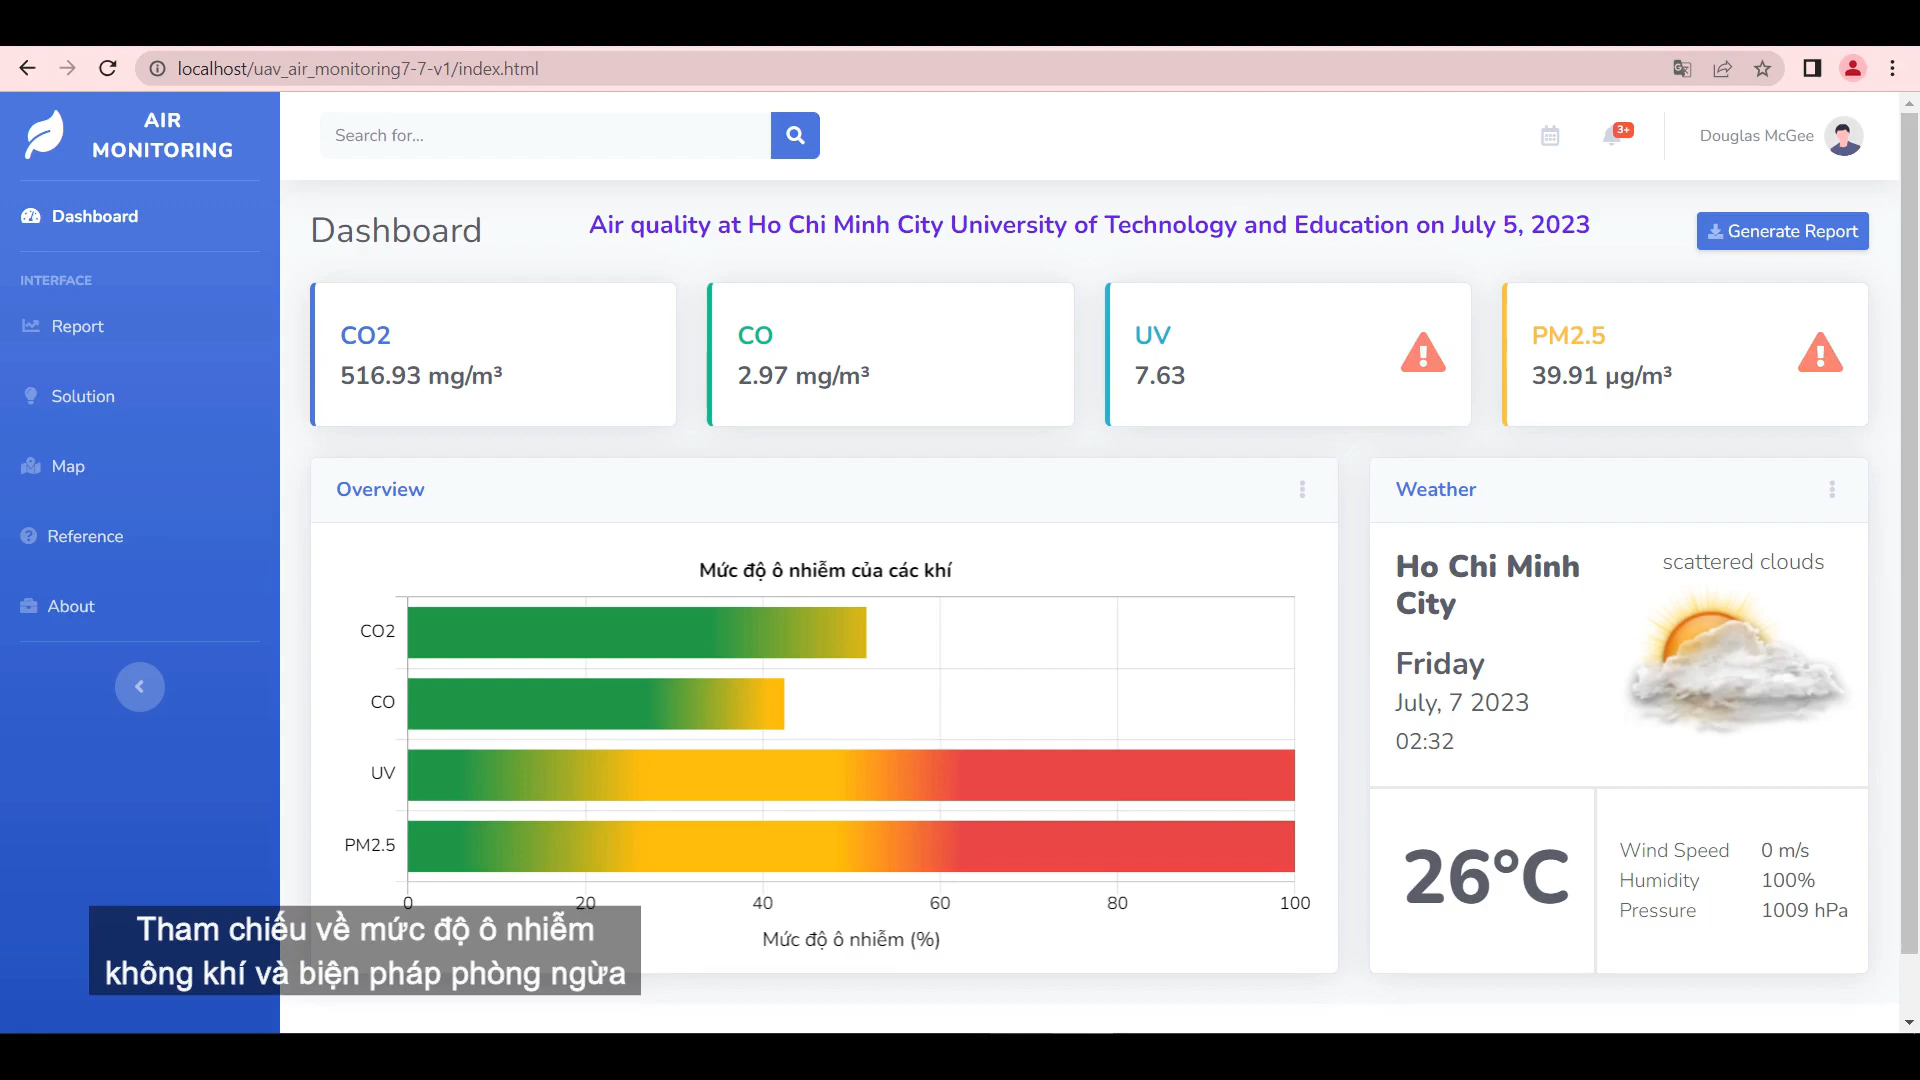 localhost/uav_air_monitoring7-7-v1/index.html
AIR
MONITORING
Search for...
3+
Douglas McGee
Dashboard
INTERFACE
Report
Solution
Map
Reference
About
Dashboard
Air quality at Ho Chi Minh City University of Technology and Education on July 5, 2023
Generate Report
CO2
516.93 mg/m³
CO
2.97 mg/m³
UV
7.63
PM2.5
39.91 µg/m³
Overview
Mức độ ô nhiễm của các khí
CO2
CO
UV
PM2.5
0 20 40 60 80 100
Mức độ ô nhiễm (%)
Weather
Ho Chi Minh
City
scattered clouds
Friday
July, 7 2023
02:32
26°C
Wind Speed 0 m/s
Humidity 100%
Pressure 1009 hPa
Tham chiếu về mức độ ô nhiễm
không khí và biện pháp phòng ngừa